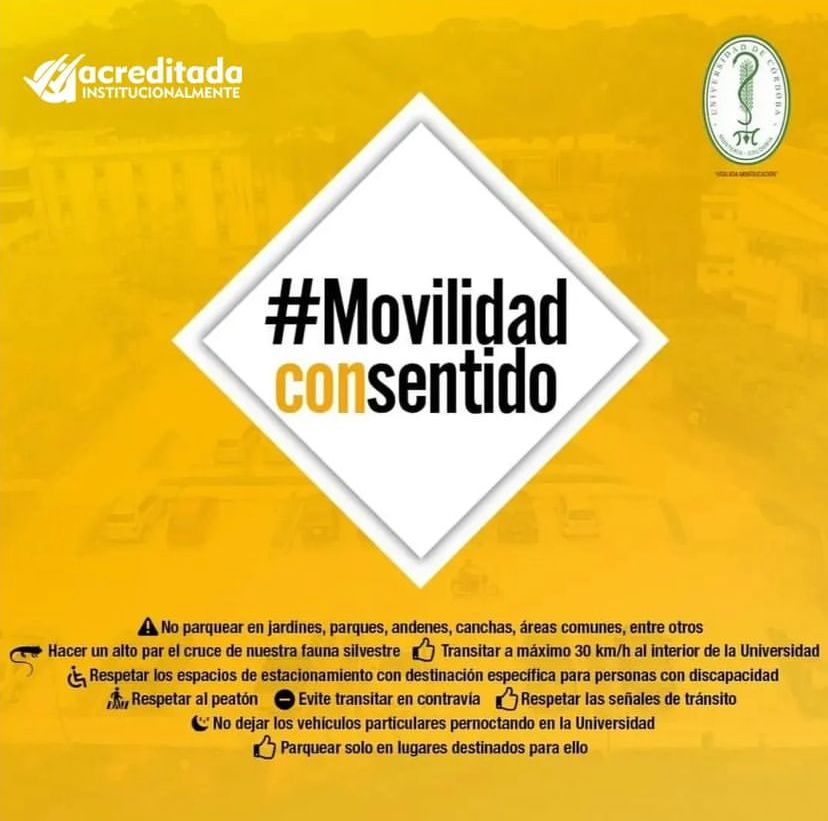 acreditada
INSTITUCIONALMENTE
UNIVERSIDAD DE CÓRDOBA
MONTERÍA - COLOMBIA
#Movilidad
consentido
No parquear en jardines, parques, andenes, canchas, áreas comunes, entre otros
Hacer un alto par el cruce de nuestra fauna silvestre Transitar a máximo 30 km/h al interior de la Universidad
Respetar los espacios de estacionamiento con destinación específica para personas con discapacidad
Respetar al peatón Evite transitar en contravía Respetar las señales de tránsito
No dejar los vehículos particulares pernoctando en la Universidad
Parquear solo en lugares destinados para ello